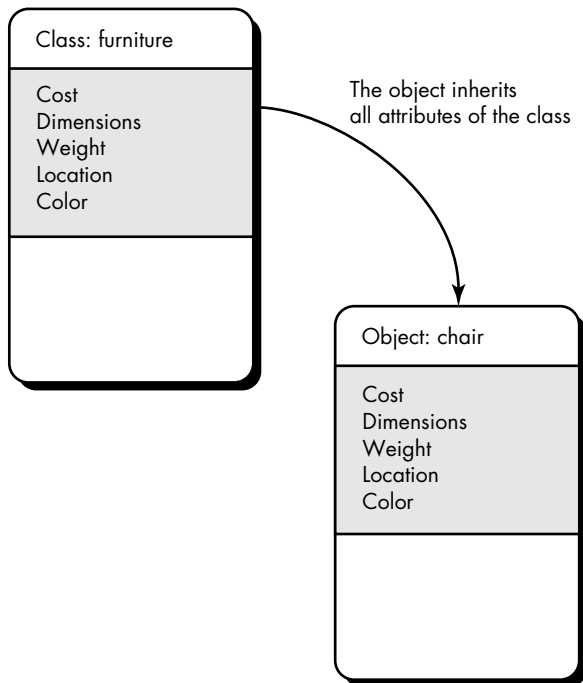 Class: furniture
Cost
Dimensions
Weight
Location
Color
The object inherits
all attributes of the class
Object: chair
Cost
Dimensions
Weight
Location
Color